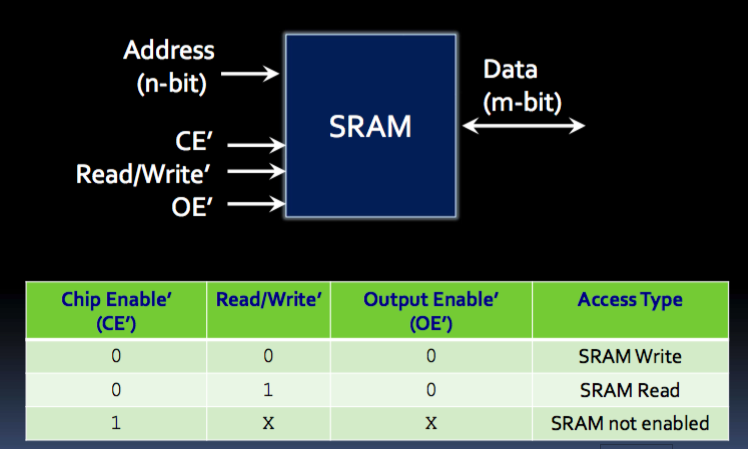 Address
(n-bit)
CE’
Read/Write’
OE’
SRAM
Data
(m-bit)
Chip Enable’ (CE’) Read/Write’ Output Enable’ (OE’) Access Type
0 0 0 SRAM Write
0 1 0 SRAM Read
1 X X SRAM not enabled